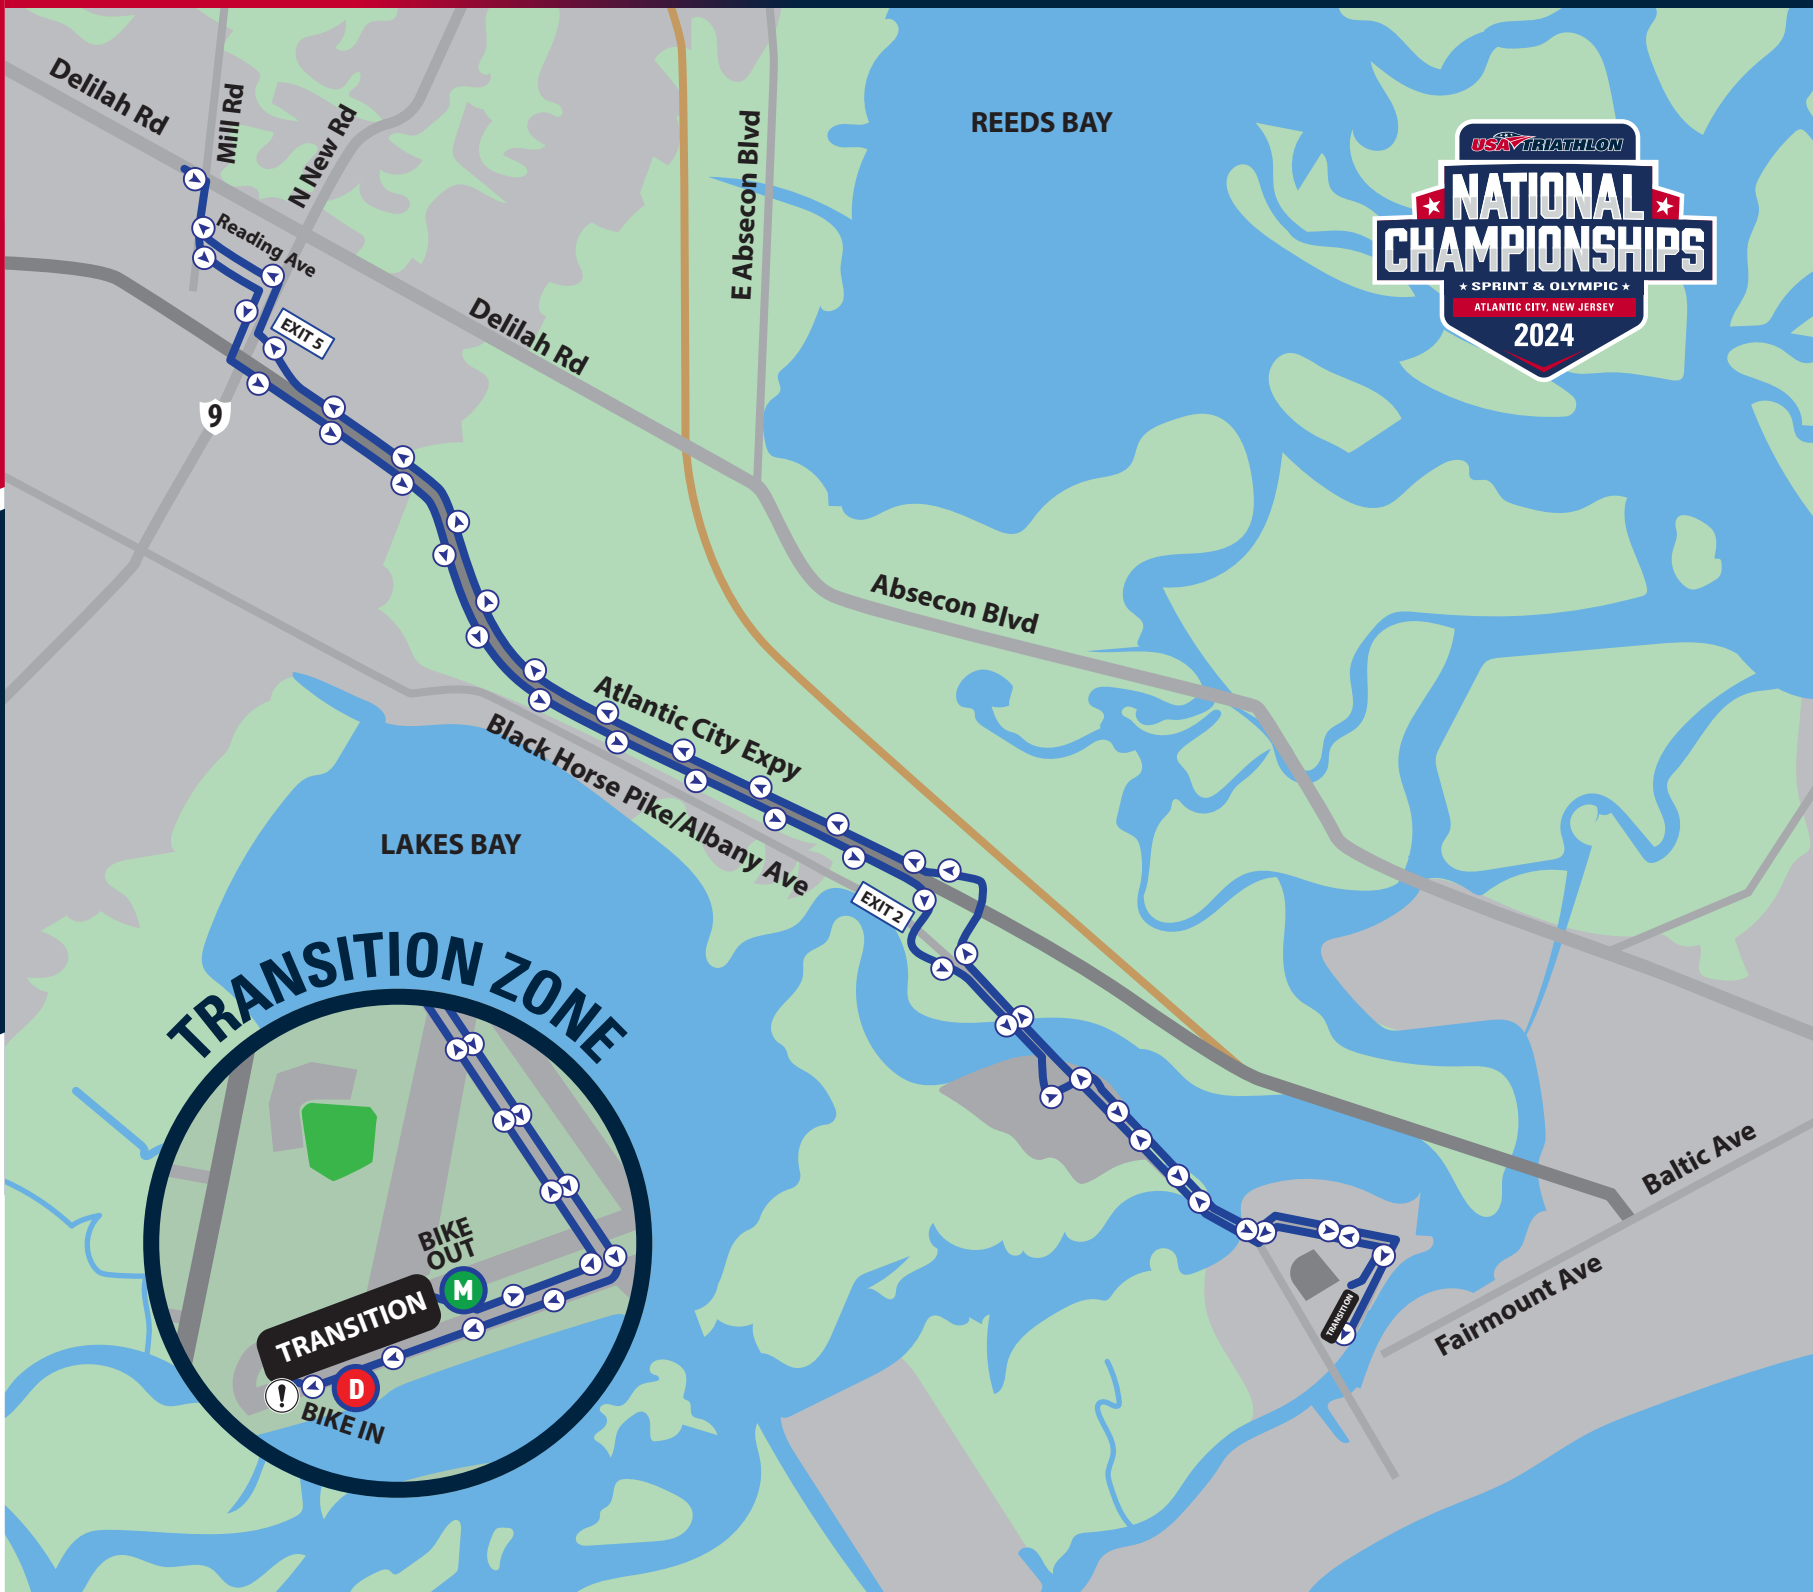 Delilah Rd
Mill Rd
N New Rd
Reading Ave
EXIT 5
9
Delilah Rd
E Absecon Blvd
REEDS BAY
USA TRIATHLON
NATIONAL
CHAMPIONSHIPS
SPRINT & OLYMPIC
ATLANTIC CITY, NEW JERSEY
2024
Absecon Blvd
Atlantic City Expy
Black Horse Pike/Albany Ave
LAKES BAY
EXIT 2
Baltic Ave
Fairmount Ave
TRANSITION
TRANSITION ZONE
BIKE
OUT
M
TRANSITION
D
!
BIKE IN